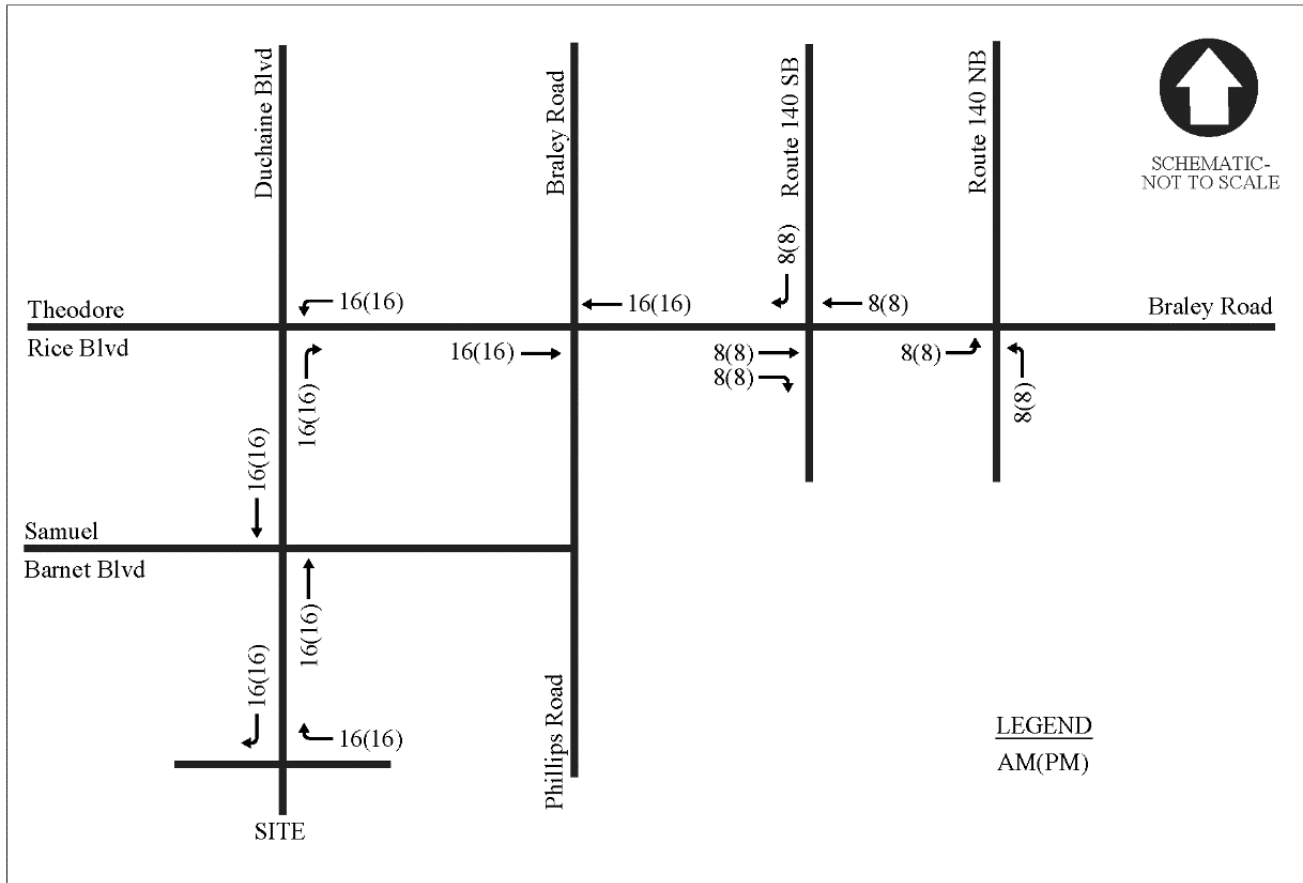 Duchaine Blvd
Braley Road
Route 140 SB
Route 140 NB
SCHEMATIC-
NOT TO SCALE
8(8)
Theodore
16(16)
16(16)
8(8)
Braley Road
Rice Blvd
16(16)
16(16)
8(8)
8(8)
8(8)
8(8)
16(16)
Samuel
Barnet Blvd
16(16)
16(16)
16(16)
Phillips Road
SITE
LEGEND
AM(PM)